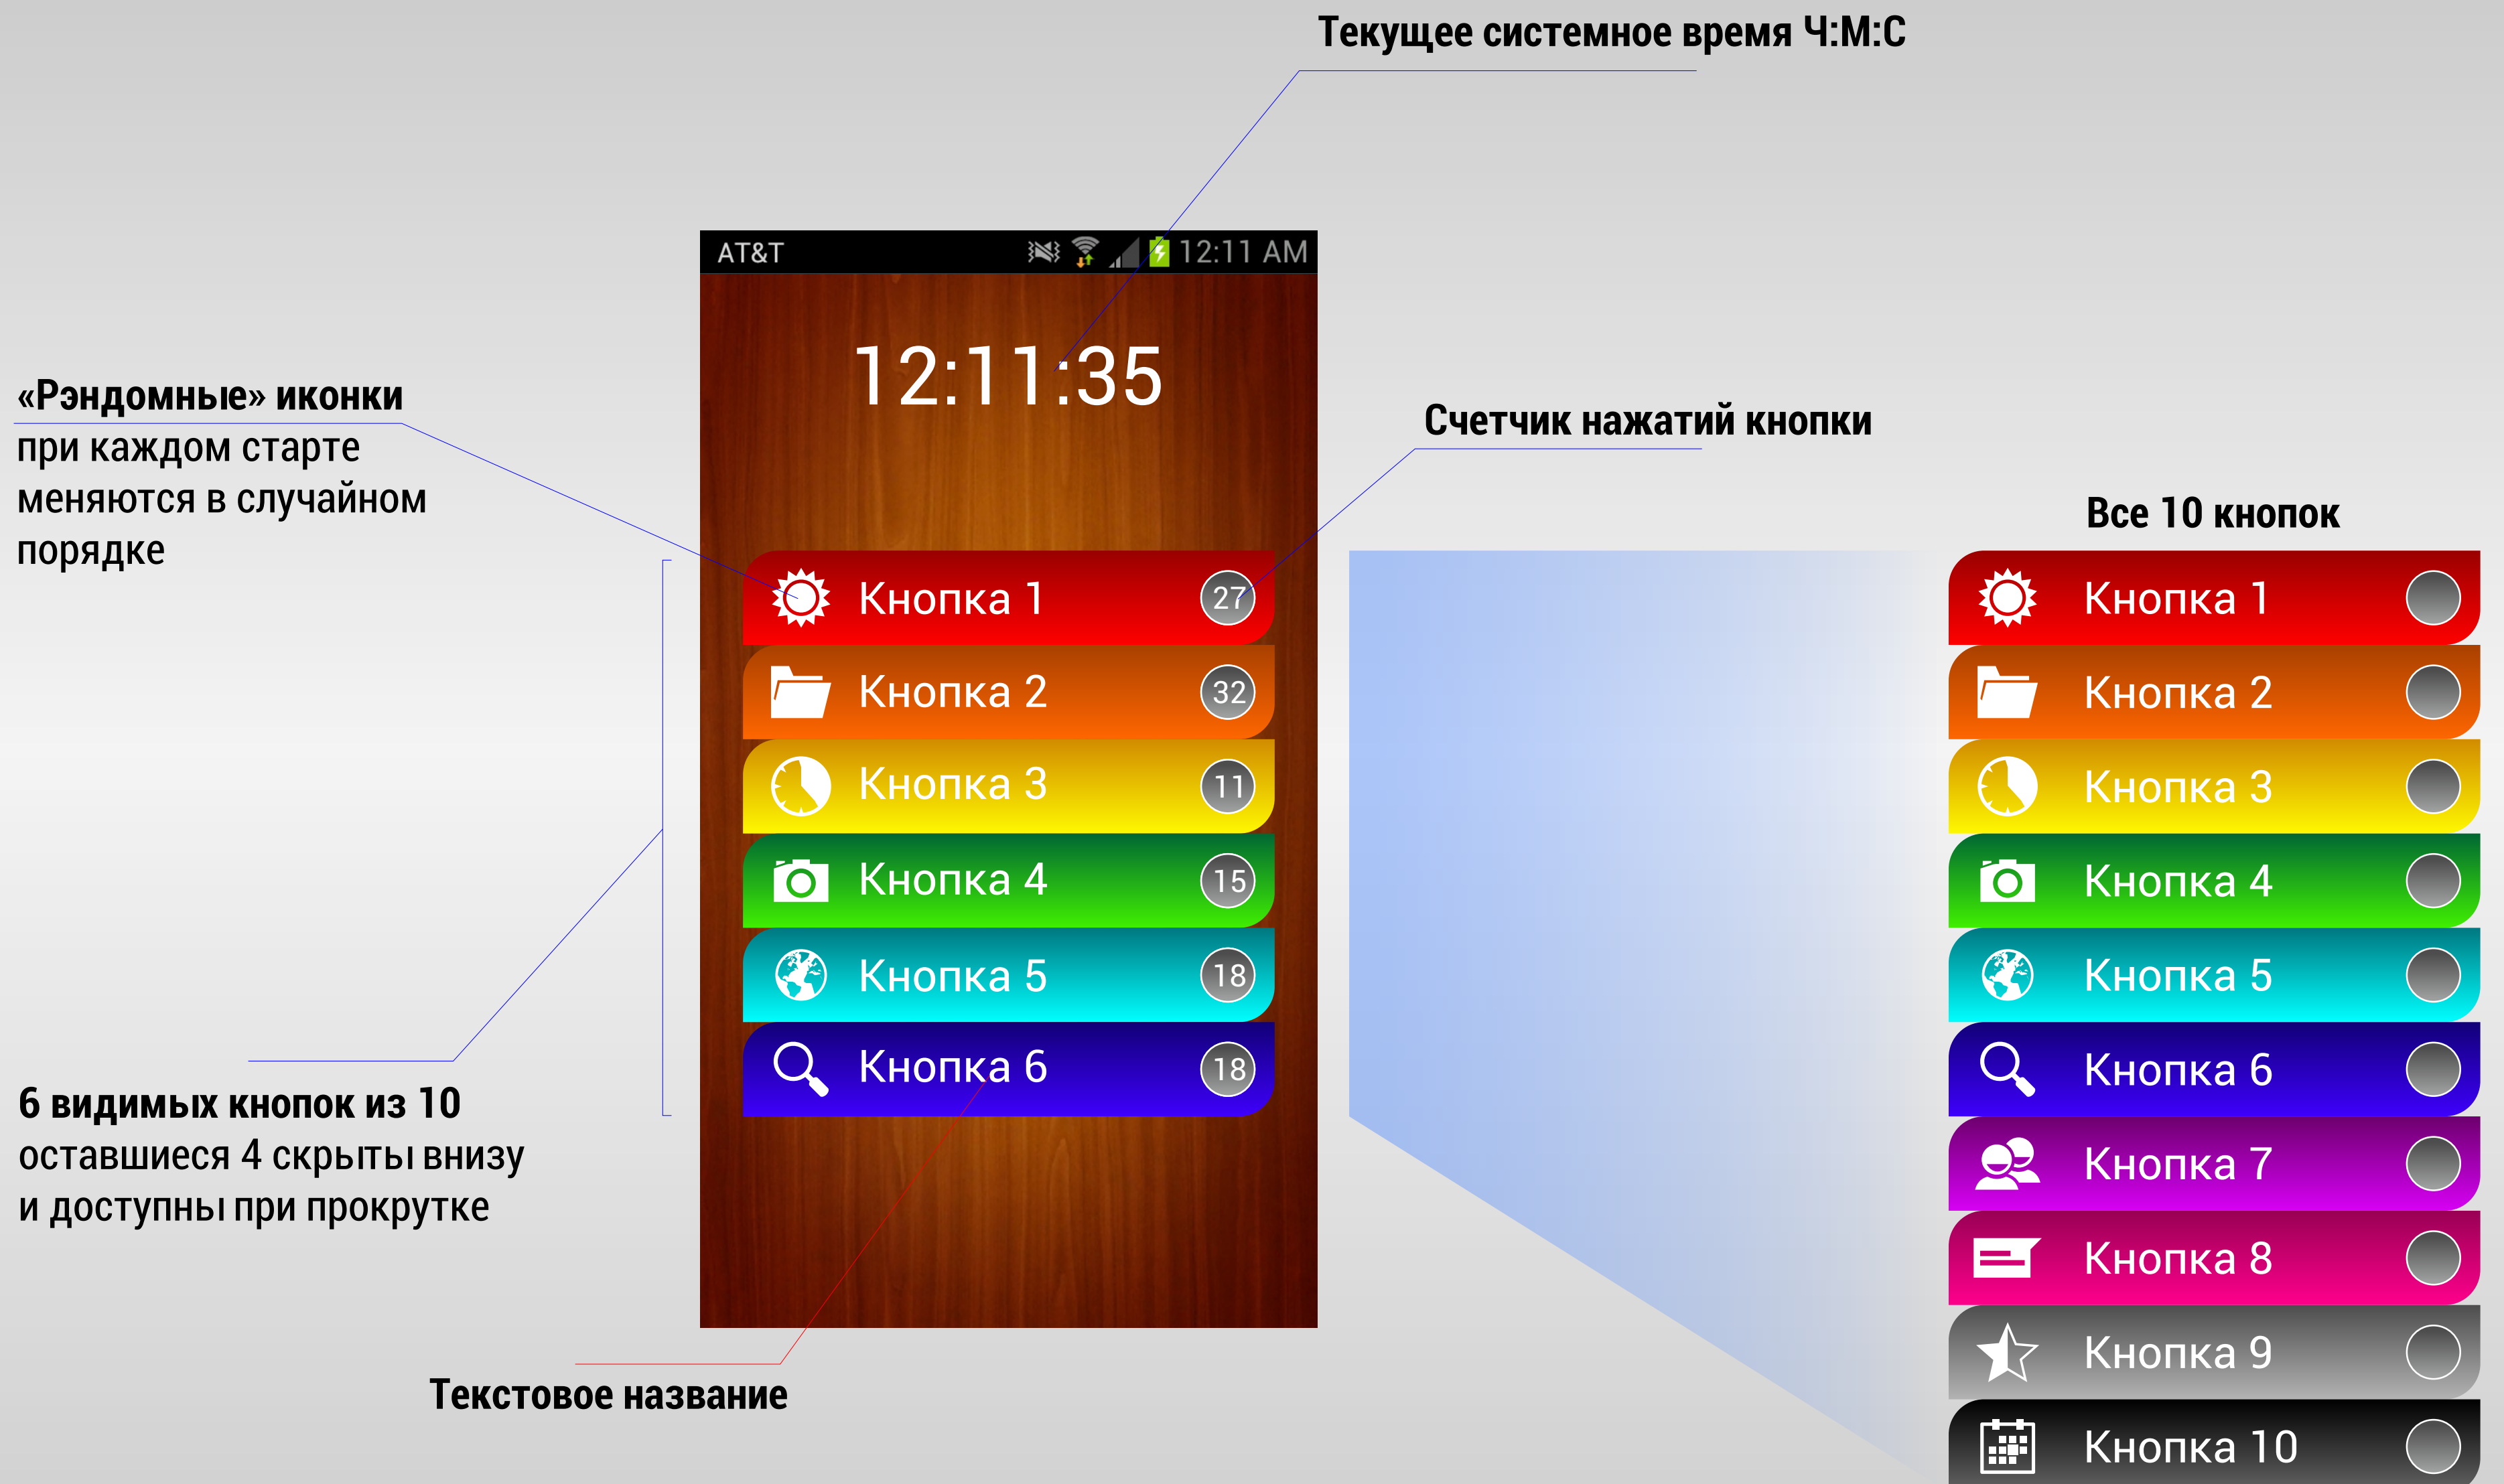 Текущее системное время Ч:М:С
AT&T 12:11 AM
12:11:35
«Рэндомные» иконки
при каждом старте
меняются в случайном
порядке
Счетчик нажатий кнопки
Все 10 кнопок
Кнопка 1 27
Кнопка 2 32
Кнопка 3 11
Кнопка 4 15
Кнопка 5 18
Кнопка 6 18
6 видимых кнопок из 10
оставшиеся 4 скрыты внизу
и доступны при прокрутке
Текстовое название
Кнопка 1
Кнопка 2
Кнопка 3
Кнопка 4
Кнопка 5
Кнопка 6
Кнопка 7
Кнопка 8
Кнопка 9
Кнопка 10